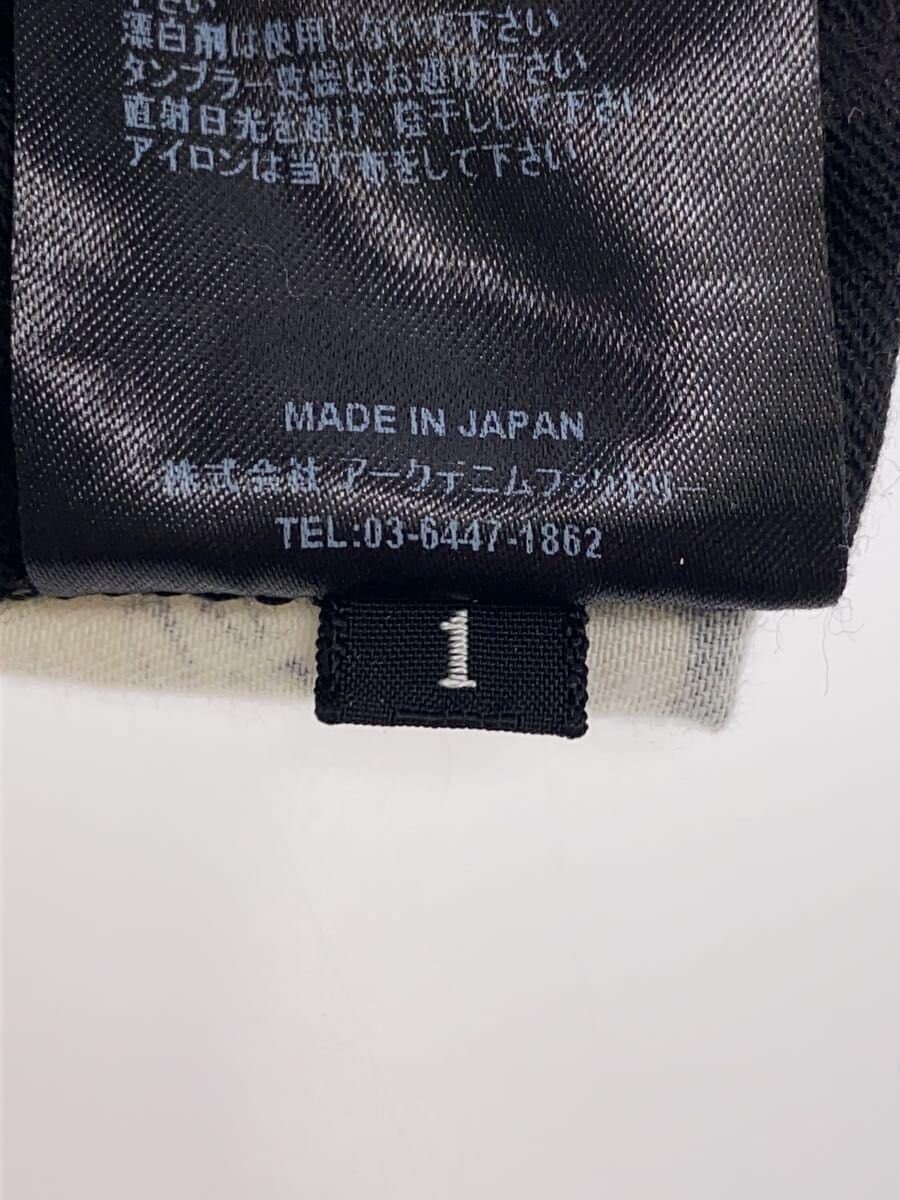 下さい
漂白剤は使用しないで下さい
タンブラー乾燥はお避け下さい
直射日光を避け、陰干しして下さい
アイロンは当て布をして下さい
MADE IN JAPAN
株式会社 アークデニムファクトリー
TEL:03-6447-1862
1